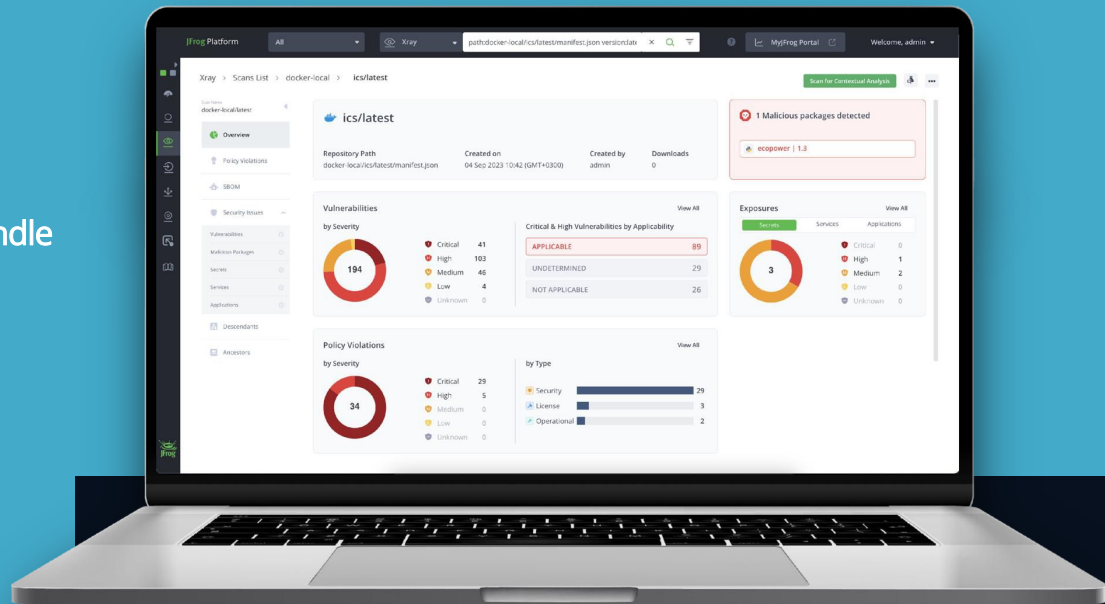 ndle
JFrog Platform All Xray path:docker-local/ics/latest/manifest.json version:late MyJFrog Portal Welcome, admin
Xray > Scans List > docker-local > ics/latest
Scan for Contextual Analysis
docker-local/latest
Overview
Policy Violations
SBOM
Security Issues
Vulnerabilities
Malicious Packages
Secrets
Services
Applications
Descendants
Ancestors
JFrog
ics/latest
Repository Path Created on Created by Downloads
docker-local/ics/latest/manifest.json 04 Sep 2023 10:42 (GMT+0300) admin 0
1 Malicious packages detected
ecopower | 1.3
Vulnerabilities View All
by Severity
194
Critical 41
High 103
Medium 46
Low 4
Unknown 0
Critical & High Vulnerabilities by Applicability
APPLICABLE 89
UNDETERMINED 29
NOT APPLICABLE 26
Exposures View All
Secrets Services Applications
3
Critical 0
High 1
Medium 2
Low 0
Unknown 0
Policy Violations View All
by Severity
34
Critical 29
High 5
Medium 0
Low 0
Unknown 0
by Type
Security 29
License 3
Operational 2